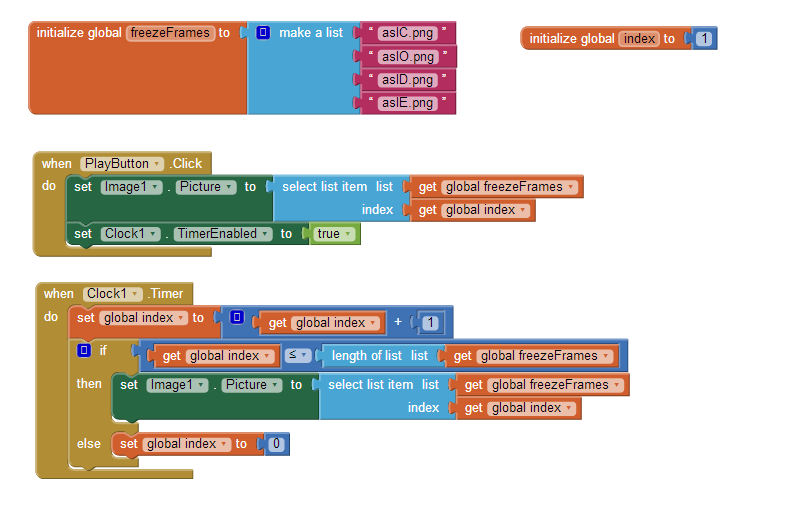 initialize global freezeFrames to make a list " aslC.png "
" aslO.png "
" aslD.png "
" aslE.png "
initialize global index to 1
when PlayButton .Click
do set Image1 . Picture to select list item list get global freezeFrames
index get global index
set Clock1 . TimerEnabled to true
when Clock1 .Timer
do set global index to get global index + 1
if get global index ≤ length of list list get global freezeFrames
then set Image1 . Picture to select list item list get global freezeFrames
index get global index
else set global index to 0